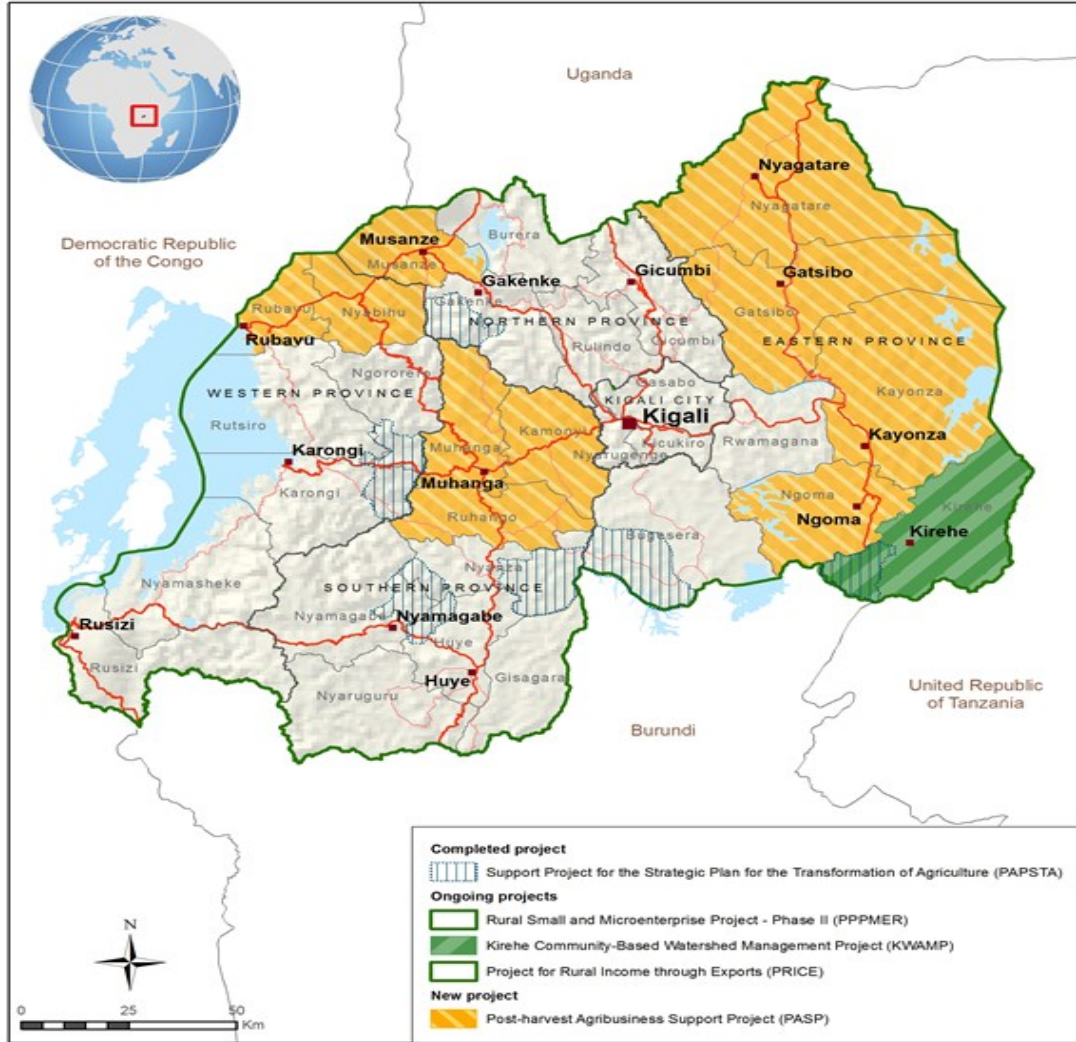 Uganda
Nyagatare
Nyagatare
Democratic Republic
of the Congo
Burera
Musanze
Musanze
Gakenke
Gicumbi
Gatsibo
Gakenke
Rubavu
Nyabihu
NORTHERN PROVINCE
Gatsibo
Rubavu
Rulindo
Gicumbi
EASTERN PROVINCE
Ngororero
Gasabo
WESTERN PROVINCE
KIGALI CITY
Kayonza
Rutsiro
Kigali
Kamonyi
Muhanga
Kicukiro
Rwamagana
Kayonza
Karongi
Nyarugenge
Muhanga
Karongi
Ngoma
Kirehe
Ruhango
Ngoma
Bugesera
Kirehe
Nyanza
SOUTHERN PROVINCE
Nyamasheke
Nyamagabe
Nyamagabe
Rusizi
Huye
Rusizi
Huye
Gisagara
Nyaruguru
United Republic
of Tanzania
Burundi
Completed project
Support Project for the Strategic Plan for the Transformation of Agriculture (PAPSTA)
Ongoing projects
Rural Small and Microenterprise Project - Phase II (PPPMER)
Kirehe Community-Based Watershed Management Project (KWAMP)
Project for Rural Income through Exports (PRICE)
New project
Post-harvest Agribusiness Support Project (PASP)
N
0 25 50
Km